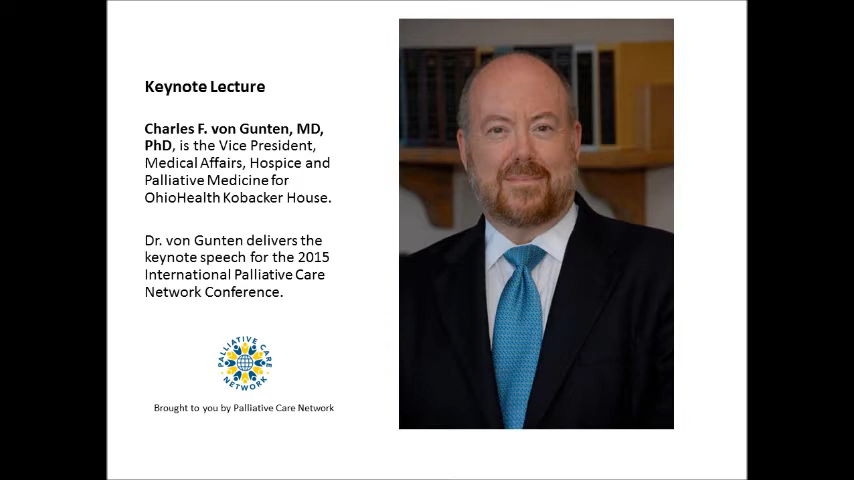 Keynote Lecture
Charles F. von Gunten, MD,
PhD, is the Vice President,
Medical Affairs, Hospice and
Palliative Medicine for
OhioHealth Kobacker House.
Dr. von Gunten delivers the
keynote speech for the 2015
International Palliative Care
Network Conference.
PALLIATIVE CARE
NETWORK
Brought to you by Palliative Care Network